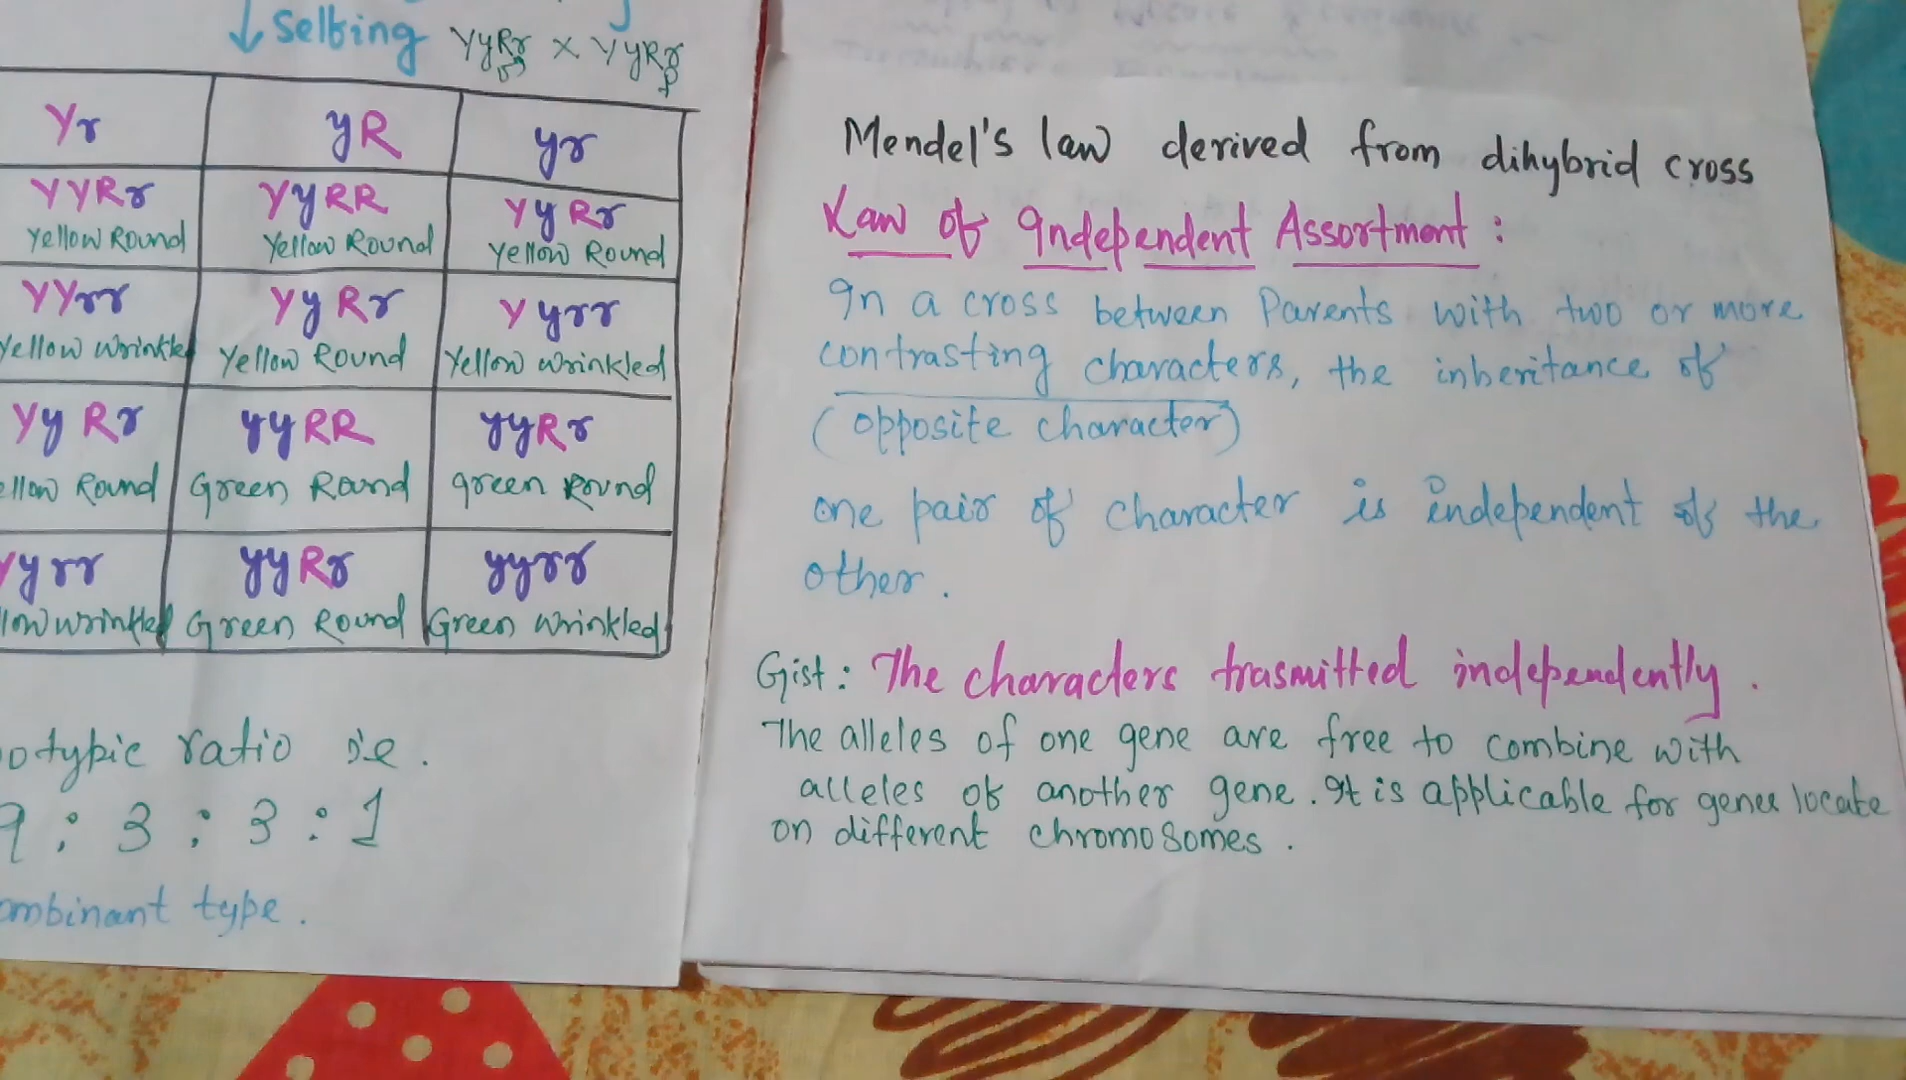 ↓ Selfing YyRr × YyRr
Yr yR yr
YYRr YyRR YyRr
Yellow Round Yellow Round Yellow Round
YYrr YyRr Yyrr
Yellow wrinkle Yellow Round Yellow wrinkled
YyRr yyRR yyRr
ellow Round Green Round green Round
Yyrr yyRr yyrr
low wrinkled Green Round Green wrinkled
otypic ratio i.e.
9 : 3 : 3 : 1
ombinant type.
Mendel's law derived from dihybrid cross
Law of Independent Assortment :
In a cross between Parents with two or more
contrasting characters, the inheritance of
(opposite character)
one pair of character is independent of the
other.
Gist : The characters trasmitted independently.
The alleles of one gene are free to combine with
alleles of another gene. It is applicable for genes locate
on different chromosomes.